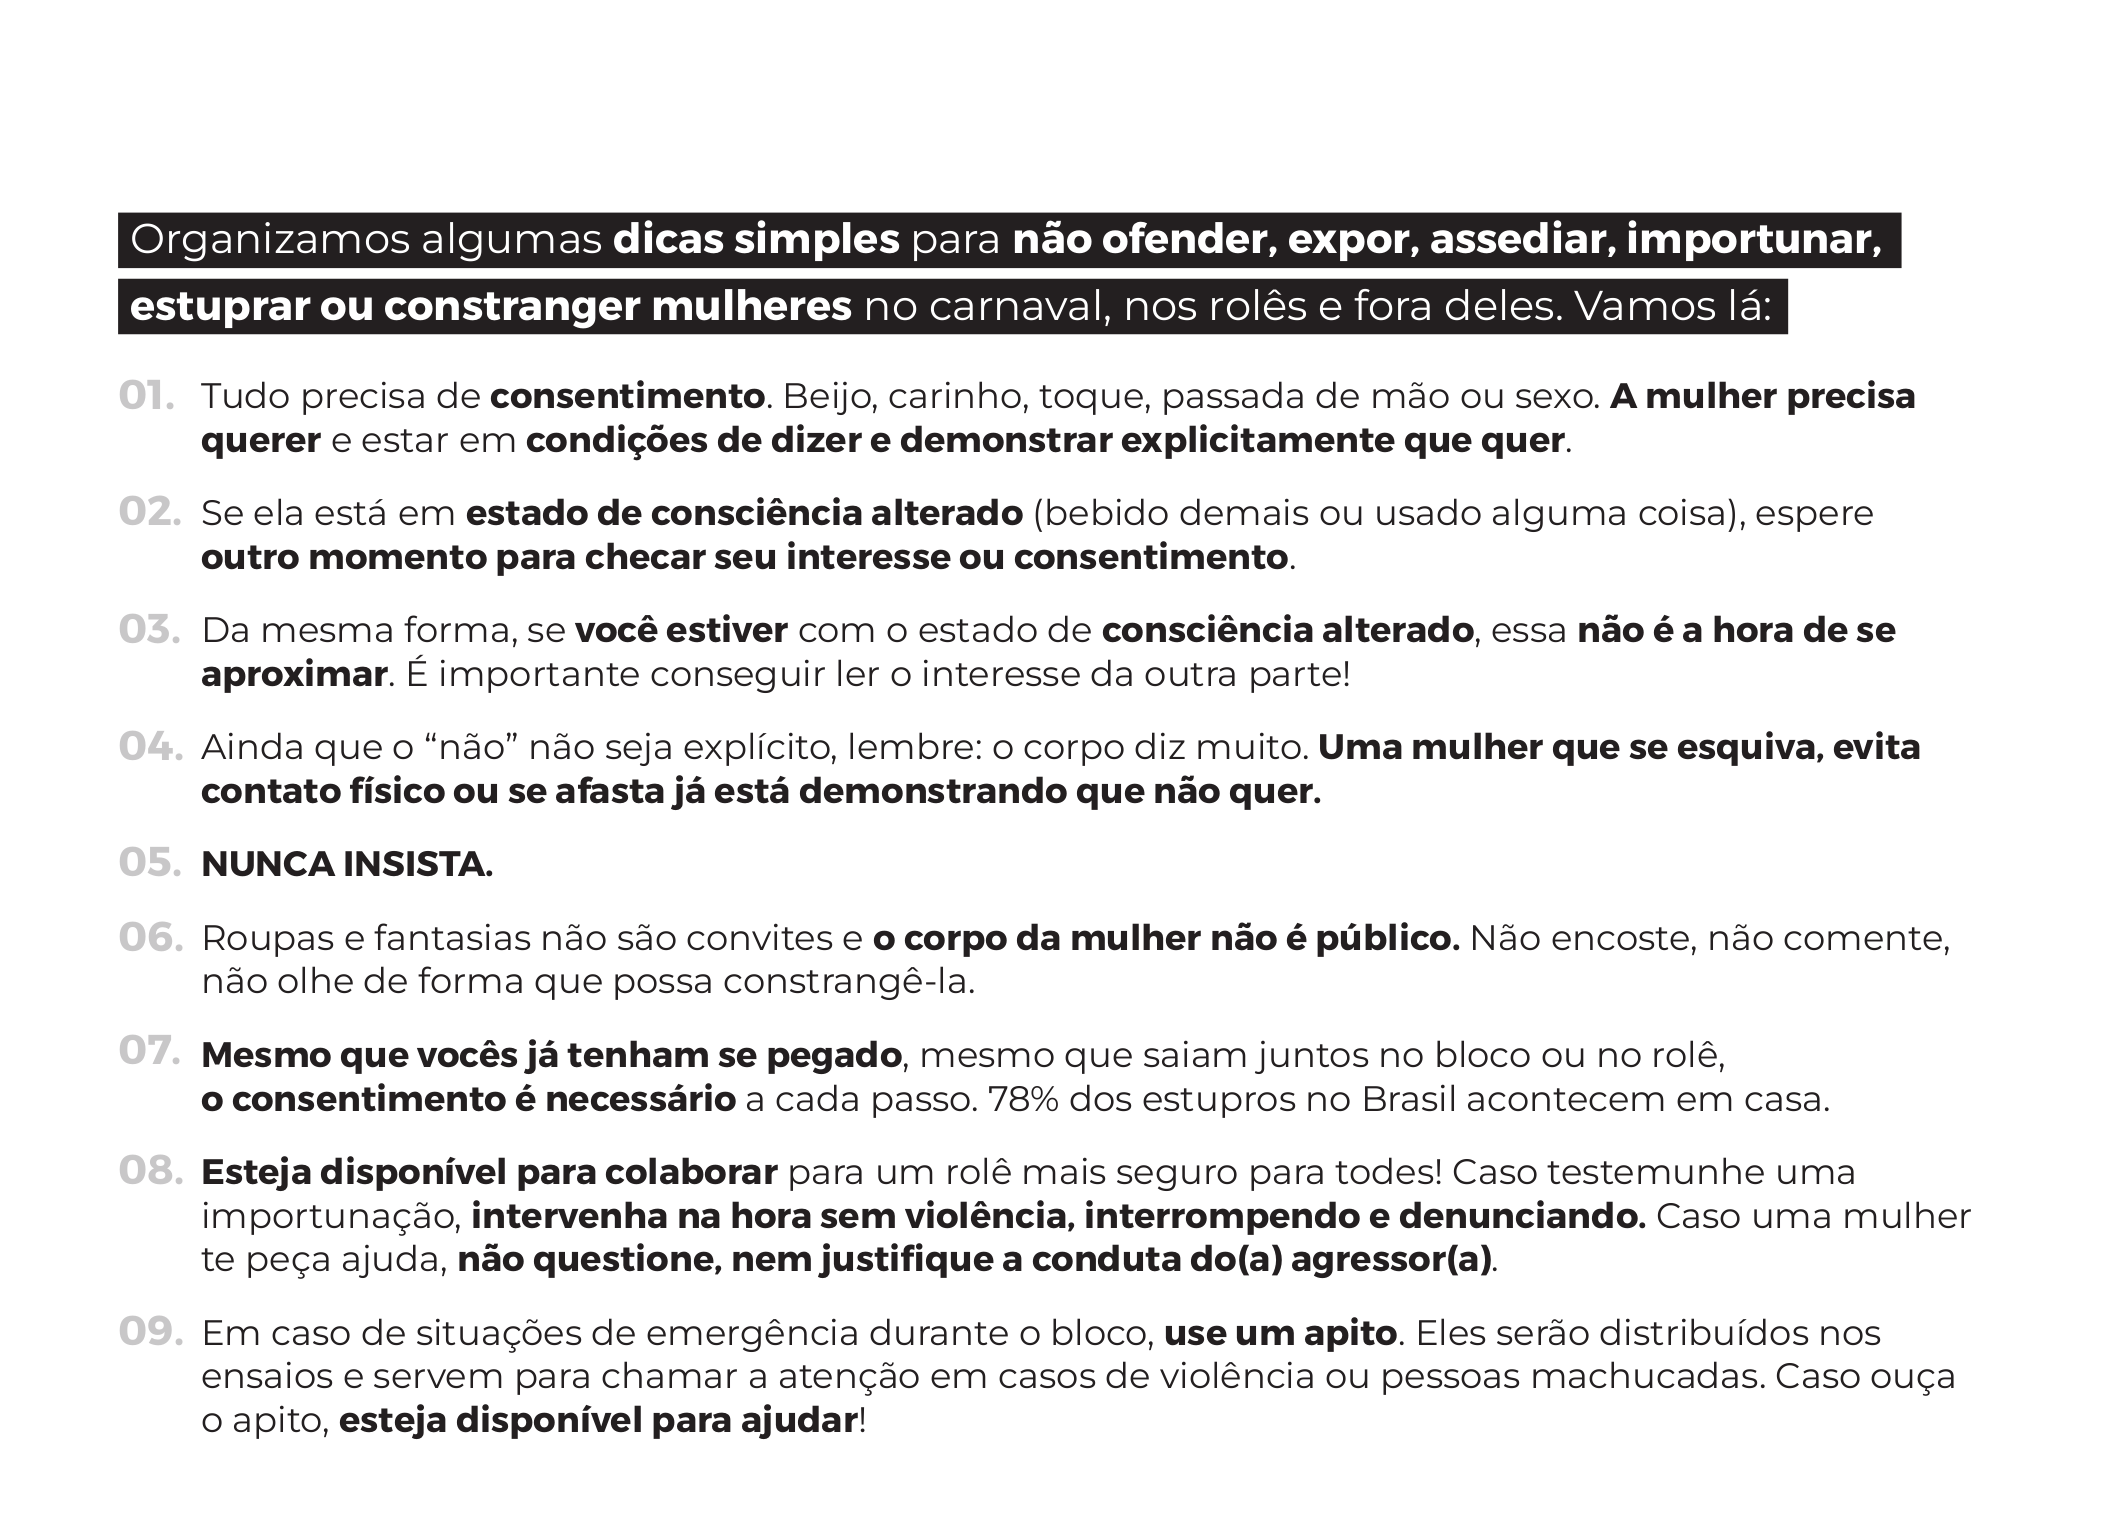 Organizamos algumas dicas simples para não ofender, expor, assediar, importunar,
estuprar ou constranger mulheres no carnaval, nos rolês e fora deles. Vamos lá:
01. Tudo precisa de consentimento. Beijo, carinho, toque, passada de mão ou sexo. A mulher precisa
querer e estar em condições de dizer e demonstrar explicitamente que quer.
02. Se ela está em estado de consciência alterado (bebido demais ou usado alguma coisa), espere
outro momento para checar seu interesse ou consentimento.
03. Da mesma forma, se você estiver com o estado de consciência alterado, essa não é a hora de se
aproximar. É importante conseguir ler o interesse da outra parte!
04. Ainda que o “não” não seja explícito, lembre: o corpo diz muito. Uma mulher que se esquiva, evita
contato físico ou se afasta já está demonstrando que não quer.
05. NUNCA INSISTA.
06. Roupas e fantasias não são convites e o corpo da mulher não é público. Não encoste, não comente,
não olhe de forma que possa constrangê-la.
07. Mesmo que vocês já tenham se pegado, mesmo que saiam juntos no bloco ou no rolê,
o consentimento é necessário a cada passo. 78% dos estupros no Brasil acontecem em casa.
08. Esteja disponível para colaborar para um rolê mais seguro para todes! Caso testemunhe uma
importunação, intervenha na hora sem violência, interrompendo e denunciando. Caso uma mulher
te peça ajuda, não questione, nem justifique a conduta do(a) agressor(a).
09. Em caso de situações de emergência durante o bloco, use um apito. Eles serão distribuídos nos
ensaios e servem para chamar a atenção em casos de violência ou pessoas machucadas. Caso ouça
o apito, esteja disponível para ajudar!